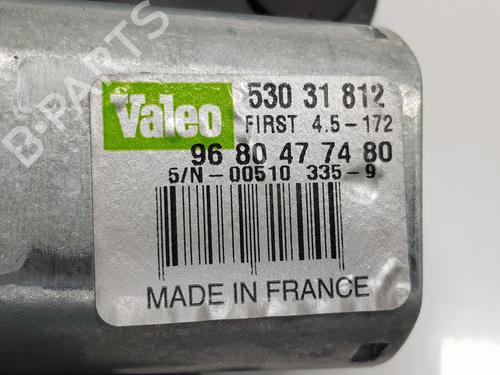 B-PARTS
Valeo
530 31 812
FIRST 4.5-172
96 80 47 74 80
S/N-00510 335-9
MADE IN FRANCE